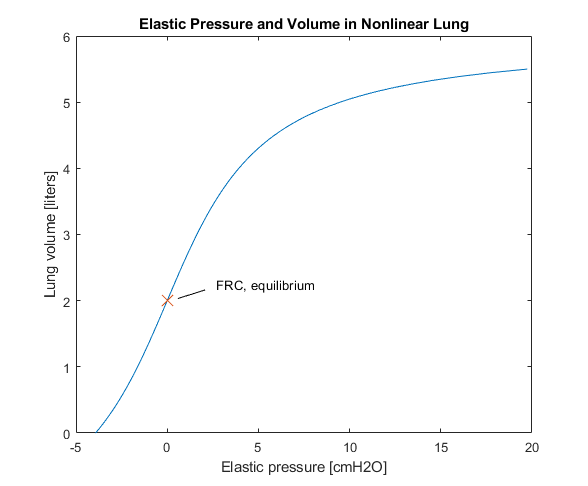 Elastic Pressure and Volume in Nonlinear Lung
6
5
4
3
2
1
0
Lung volume [liters]
FRC, equilibrium
-5 0 5 10 15 20
Elastic pressure [cmH2O]